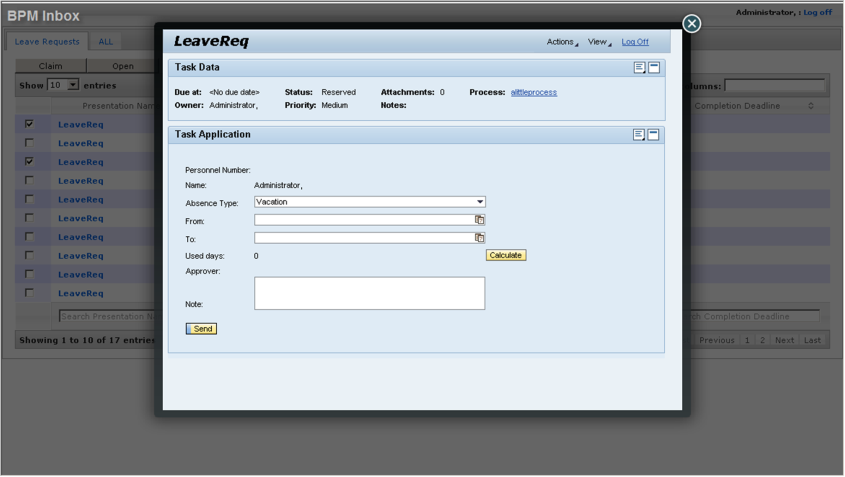 BPM Inbox
Administrator, : Log off
Leave Requests ALL
Claim Open
Show 10 entries
lumns:
Presentation Nam
Completion Deadline
LeaveReq
LeaveReq
LeaveReq
LeaveReq
LeaveReq
LeaveReq
LeaveReq
LeaveReq
LeaveReq
LeaveReq
Search Presentation N
ch Completion Deadline
Showing 1 to 10 of 17 entries
Previous 1 2 Next Last
LeaveReq
Actions View Log Off
Task Data
Due at: <No due date> Status: Reserved Attachments: 0 Process: alittleprocess
Owner: Administrator, Priority: Medium Notes:
Task Application
Personnel Number:
Name: Administrator,
Absence Type: Vacation
From:
To:
Used days: 0 Calculate
Approver:
Note:
Send